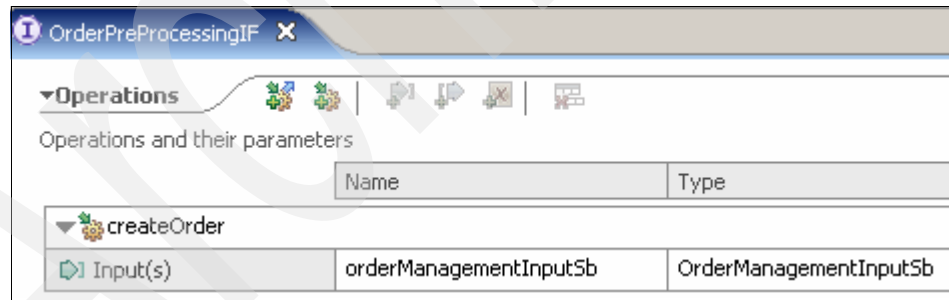 OrderPreProcessingIF
Operations
Operations and their parameters
Name Type
createOrder
Input(s) orderManagementInputSb OrderManagementInputSb